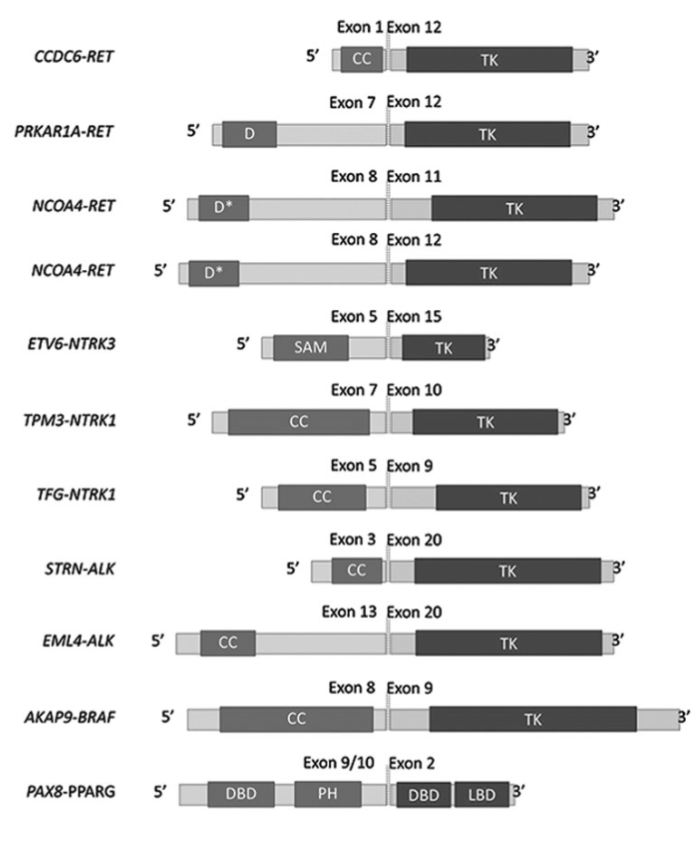 Exon 1 Exon 12
CCDC6-RET 5’ CC TK 3’
Exon 7 Exon 12
PRKAR1A-RET 5’ D TK 3’
Exon 8 Exon 11
NCOA4-RET 5’ D* TK 3’
Exon 8 Exon 12
NCOA4-RET 5’ D* TK 3’
Exon 5 Exon 15
ETV6-NTRK3 5’ SAM TK 3’
Exon 7 Exon 10
TPM3-NTRK1 5’ CC TK 3’
Exon 5 Exon 9
TFG-NTRK1 5’ CC TK 3’
Exon 3 Exon 20
STRN-ALK 5’ CC TK 3’
Exon 13 Exon 20
EML4-ALK 5’ CC TK 3’
Exon 8 Exon 9
AKAP9-BRAF 5’ CC TK 3’
Exon 9/10 Exon 2
PAX8-PPARG 5’ DBD PH DBD LBD 3’